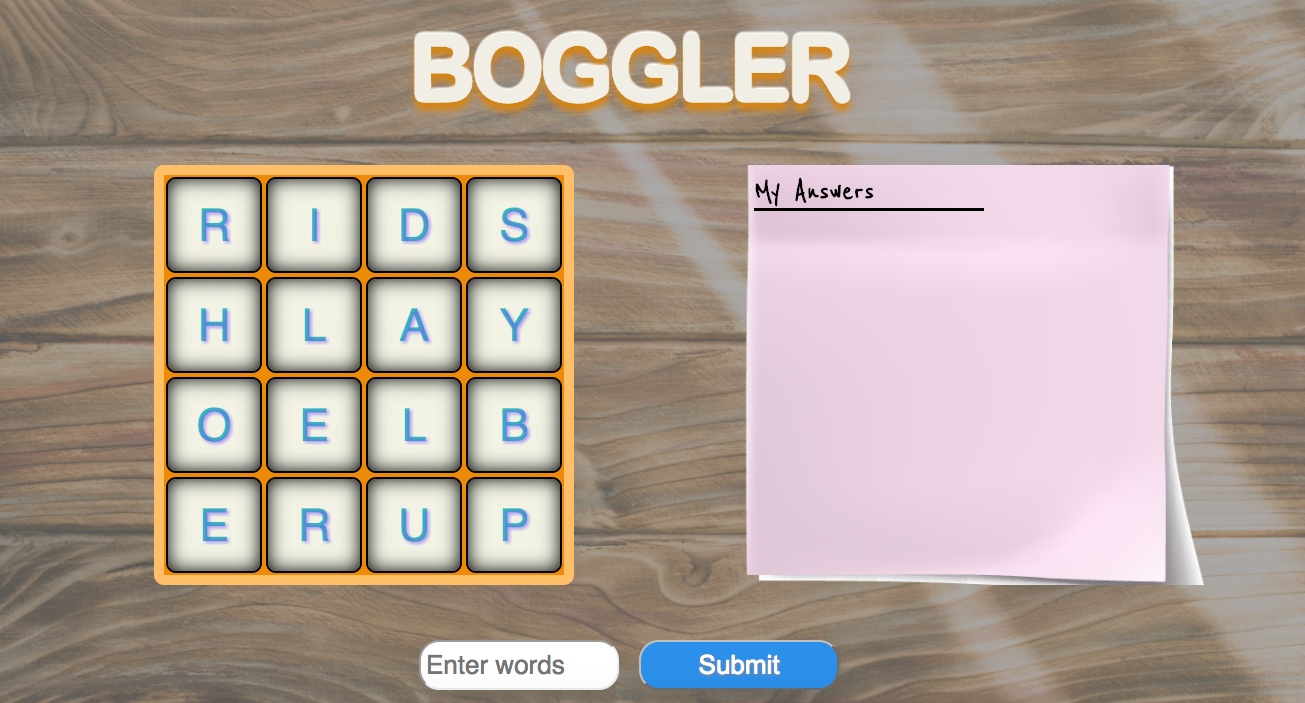 BOGGLER
My Answers
R I D S
H L A Y
O E L B
E R U P
Enter words
Submit